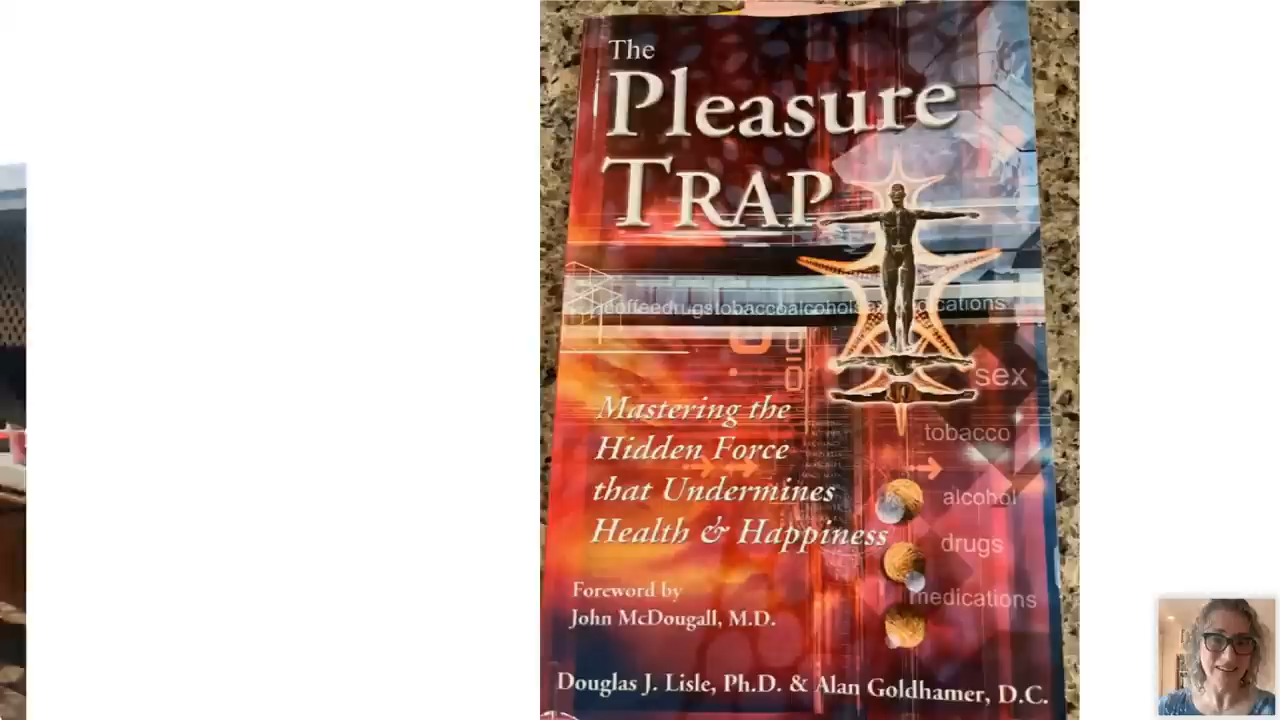 The
Pleasure
TRAP
coffeedrugstobaccoalcohol
sex
tobacco
alcohol
drugs
medications
Mastering the
Hidden Force
that Undermines
Health & Happiness
Foreword by
John McDougall, M.D.
Douglas J. Lisle, Ph.D. & Alan Goldhamer, D.C.